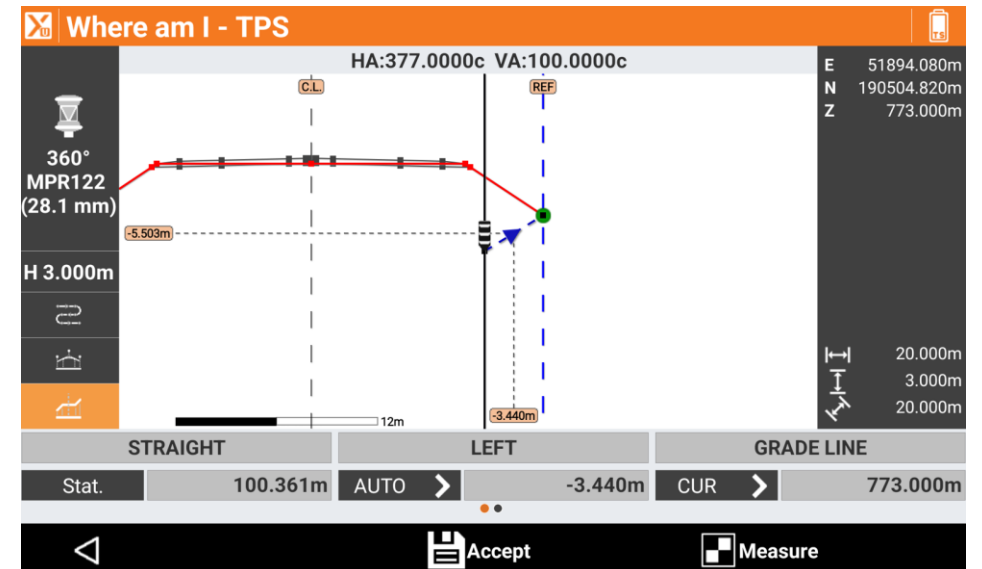 Where am I - TPS
TS
HA:377.0000c VA:100.0000c
C.L.
REF
360°
MPR122
(28.1 mm)
H 3.000m
-5.503m
-3.440m
12m
E 51894.080m
N 190504.820m
Z 773.000m
20.000m
3.000m
20.000m
STRAIGHT LEFT GRADE LINE
Stat. 100.361m AUTO -3.440m CUR 773.000m
Accept Measure